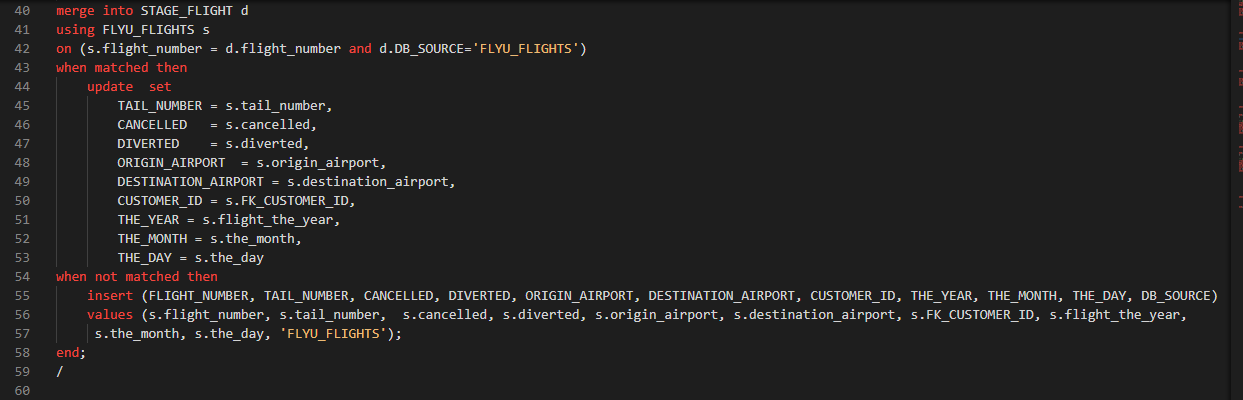 40 merge into STAGE_FLIGHT d
41 using FLYU_FLIGHTS s
42 on (s.flight_number = d.flight_number and d.DB_SOURCE='FLYU_FLIGHTS')
43 when matched then
44     update  set
45         TAIL_NUMBER = s.tail_number,
46         CANCELLED   = s.cancelled,
47         DIVERTED    = s.diverted,
48         ORIGIN_AIRPORT  = s.origin_airport,
49         DESTINATION_AIRPORT = s.destination_airport,
50         CUSTOMER_ID = s.FK_CUSTOMER_ID,
51         THE_YEAR = s.flight_the_year,
52         THE_MONTH = s.the_month,
53         THE_DAY = s.the_day
54 when not matched then
55     insert (FLIGHT_NUMBER, TAIL_NUMBER, CANCELLED, DIVERTED, ORIGIN_AIRPORT, DESTINATION_AIRPORT, CUSTOMER_ID, THE_YEAR, THE_MONTH, THE_DAY, DB_SOURCE)
56     values (s.flight_number, s.tail_number,  s.cancelled, s.diverted, s.origin_airport, s.destination_airport, s.FK_CUSTOMER_ID, s.flight_the_year,
57      s.the_month, s.the_day, 'FLYU_FLIGHTS');
58 end;
59 /
60